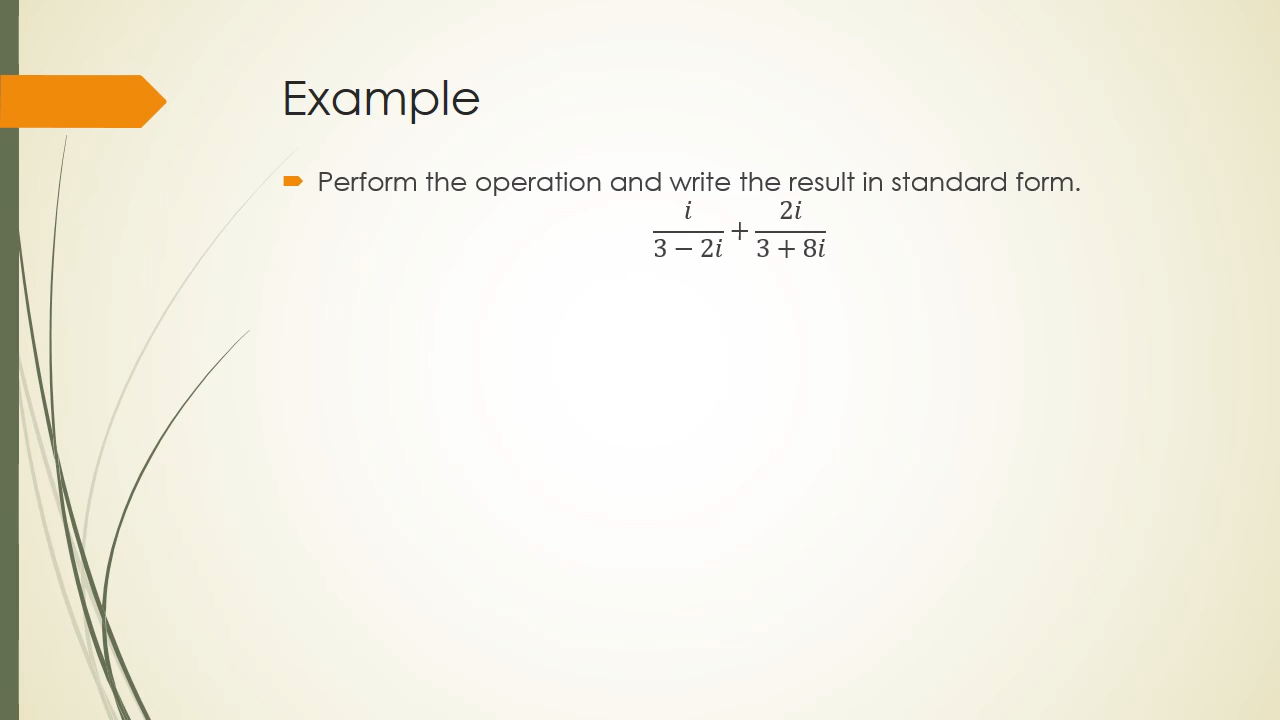 Example
Perform the operation and write the result in standard form.
i/(3 − 2i) + 2i/(3 + 8i)